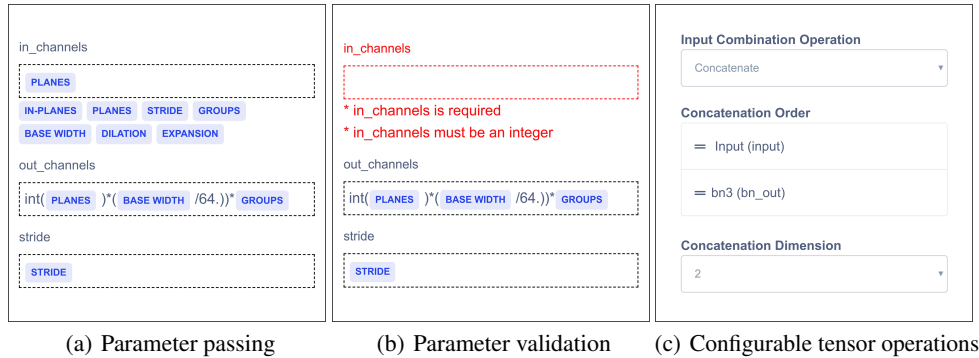 in_channels
PLANES
IN-PLANES PLANES STRIDE GROUPS
BASE WIDTH DILATION EXPANSION
out_channels
int( PLANES )*( BASE WIDTH /64.))* GROUPS
stride
STRIDE
(a) Parameter passing
in_channels
* in_channels is required
* in_channels must be an integer
out_channels
int( PLANES )*( BASE WIDTH /64.))* GROUPS
stride
STRIDE
(b) Parameter validation
Input Combination Operation
Concatenate
Concatenation Order
Input (input)
bn3 (bn_out)
Concatenation Dimension
2
(c) Configurable tensor operations